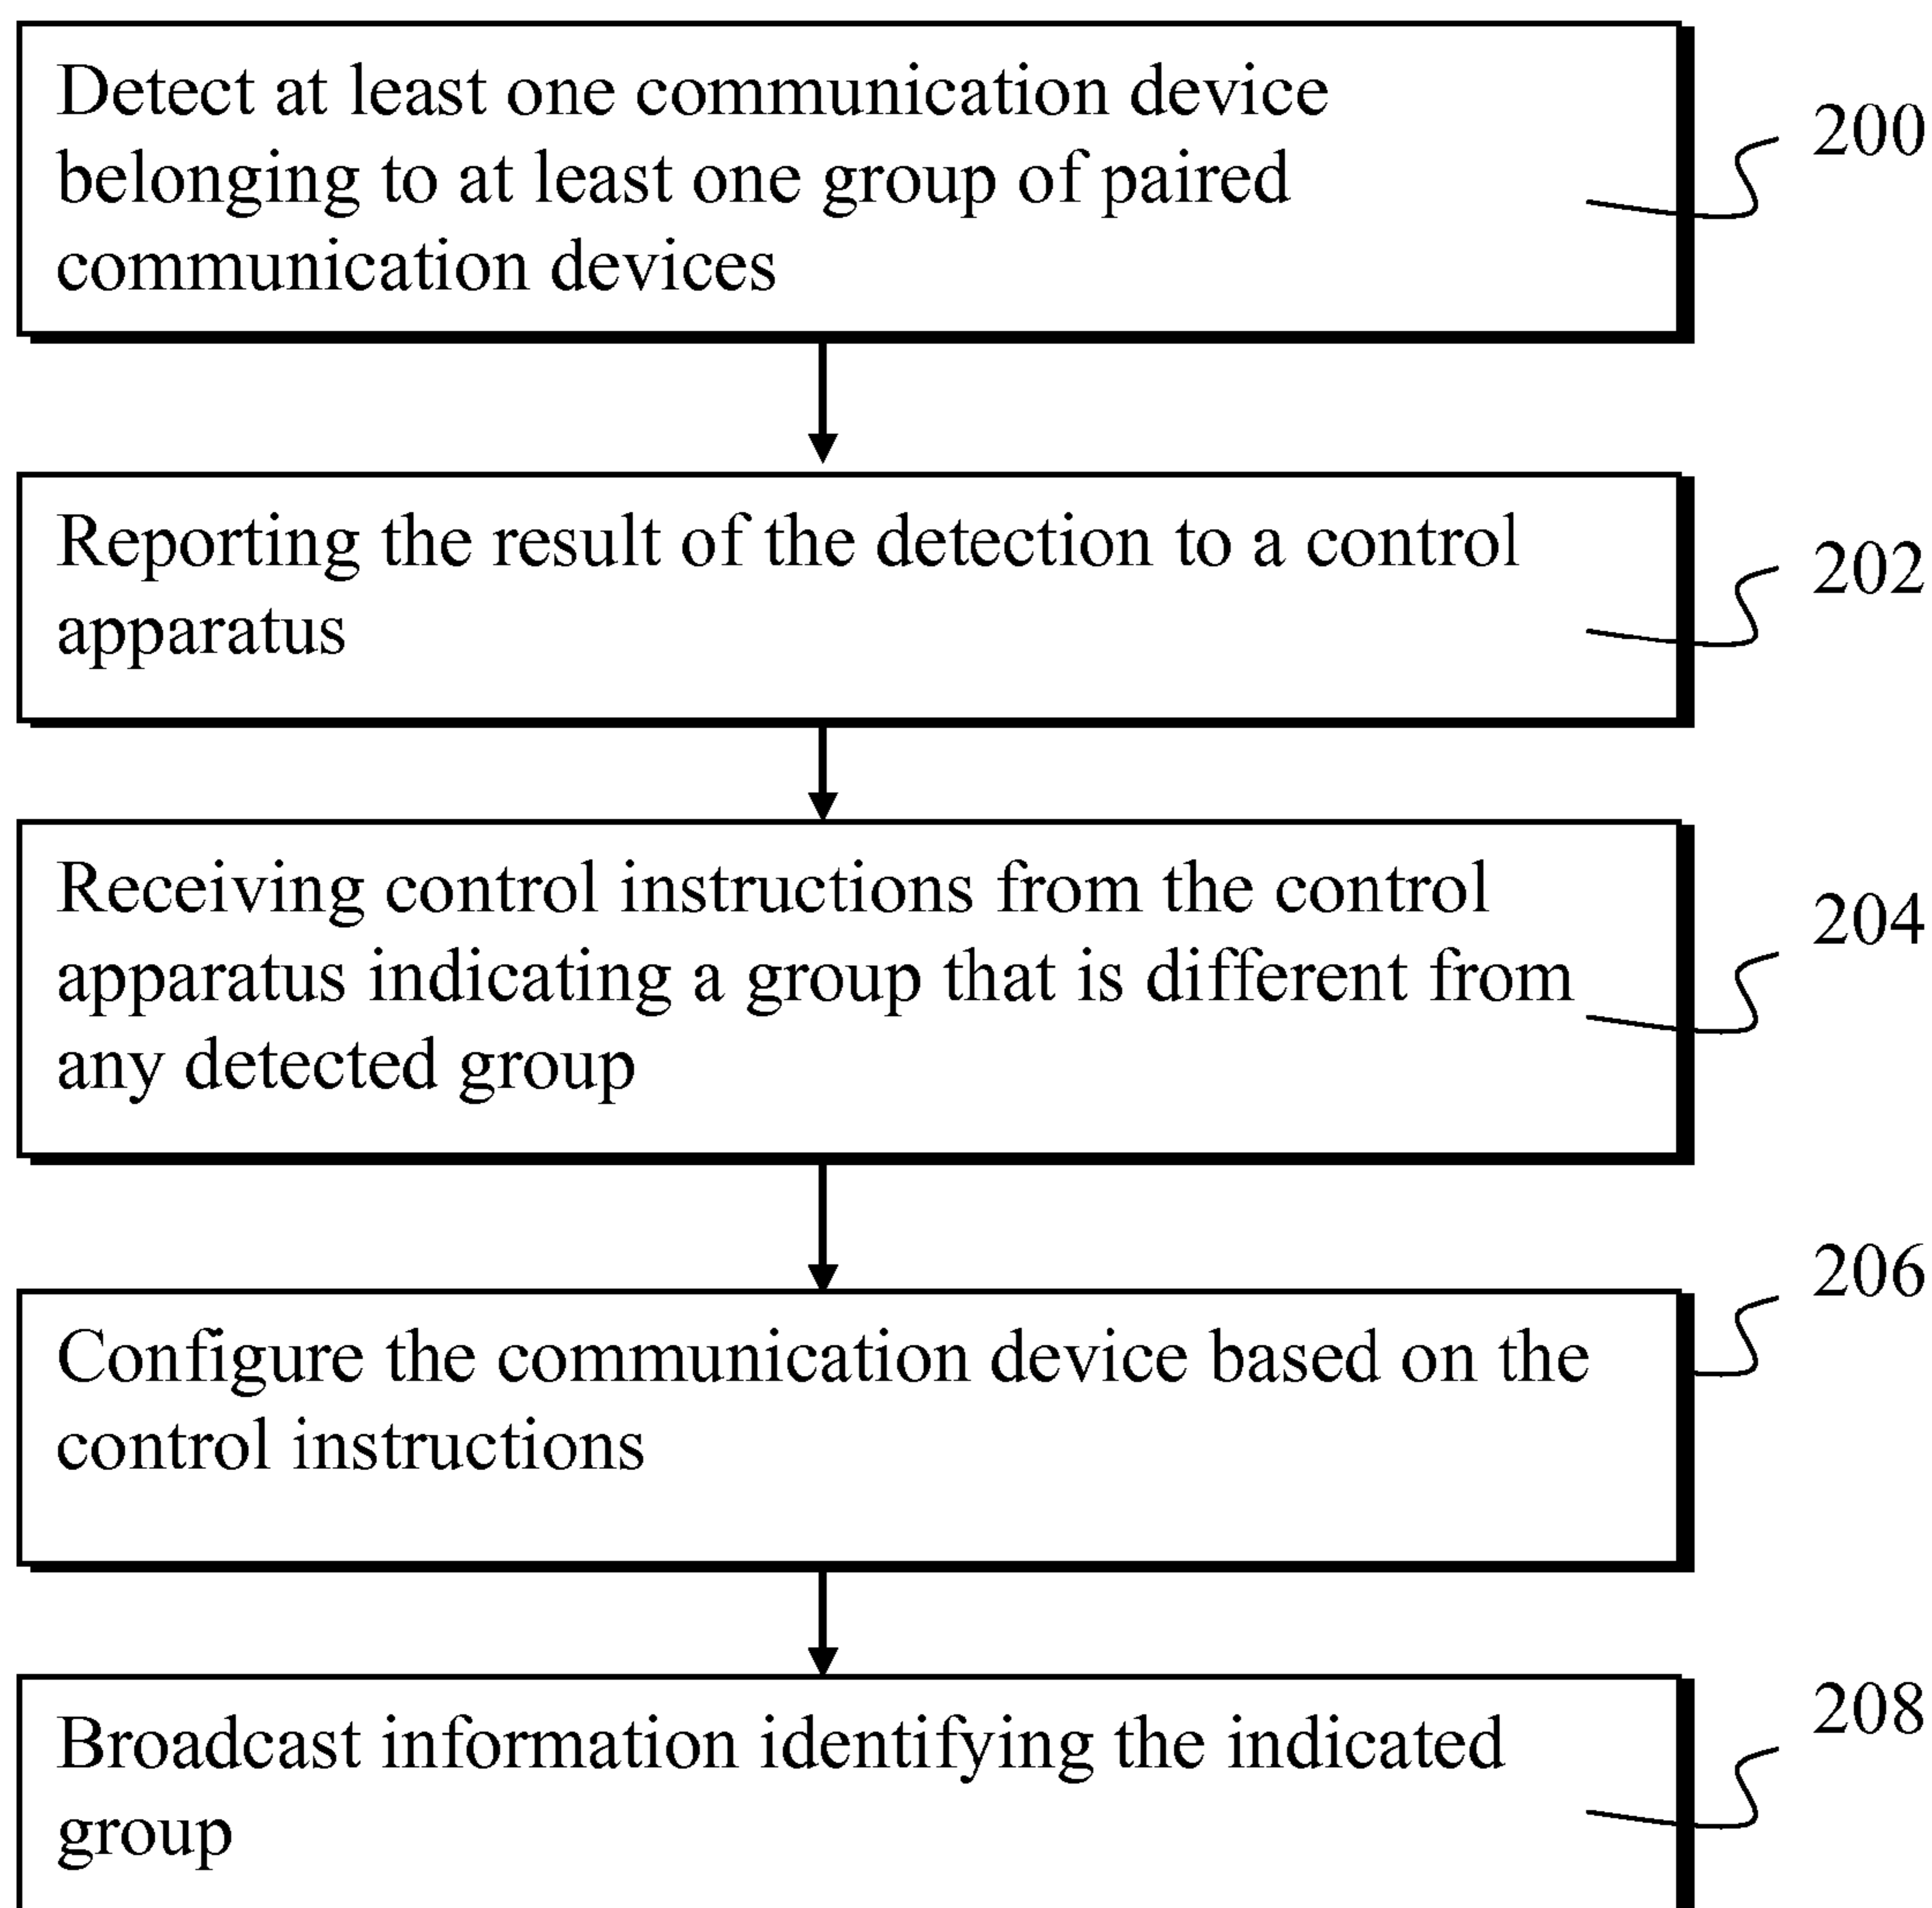 Detect at least one communication device
belonging to at least one group of paired
communication devices
200
Reporting the result of the detection to a control
apparatus
202
Receiving control instructions from the control
apparatus indicating a group that is different from
any detected group
204
Configure the communication device based on the
control instructions
206
Broadcast information identifying the indicated
group
208